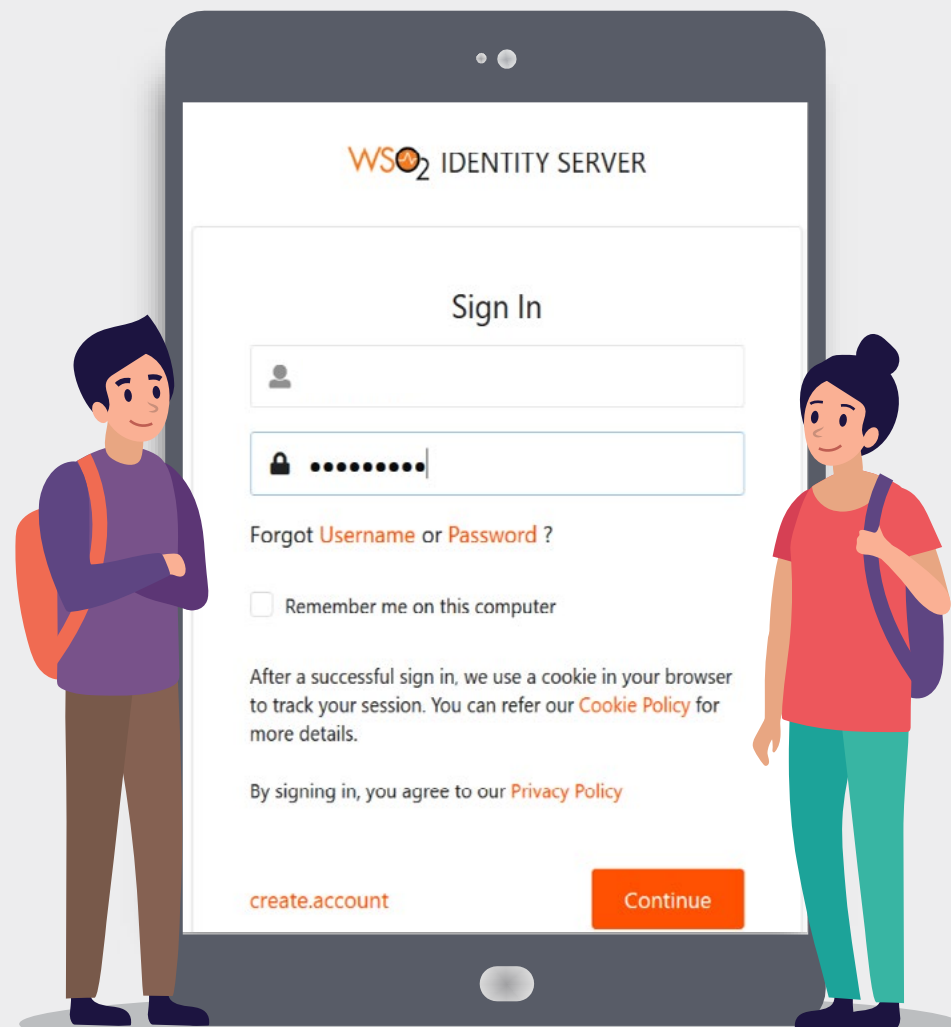 WSO2 IDENTITY SERVER
Sign In
Forgot Username or Password ?
Remember me on this computer
After a successful sign in, we use a cookie in your browser
to track your session. You can refer our Cookie Policy for
more details.
By signing in, you agree to our Privacy Policy
create.account
Continue